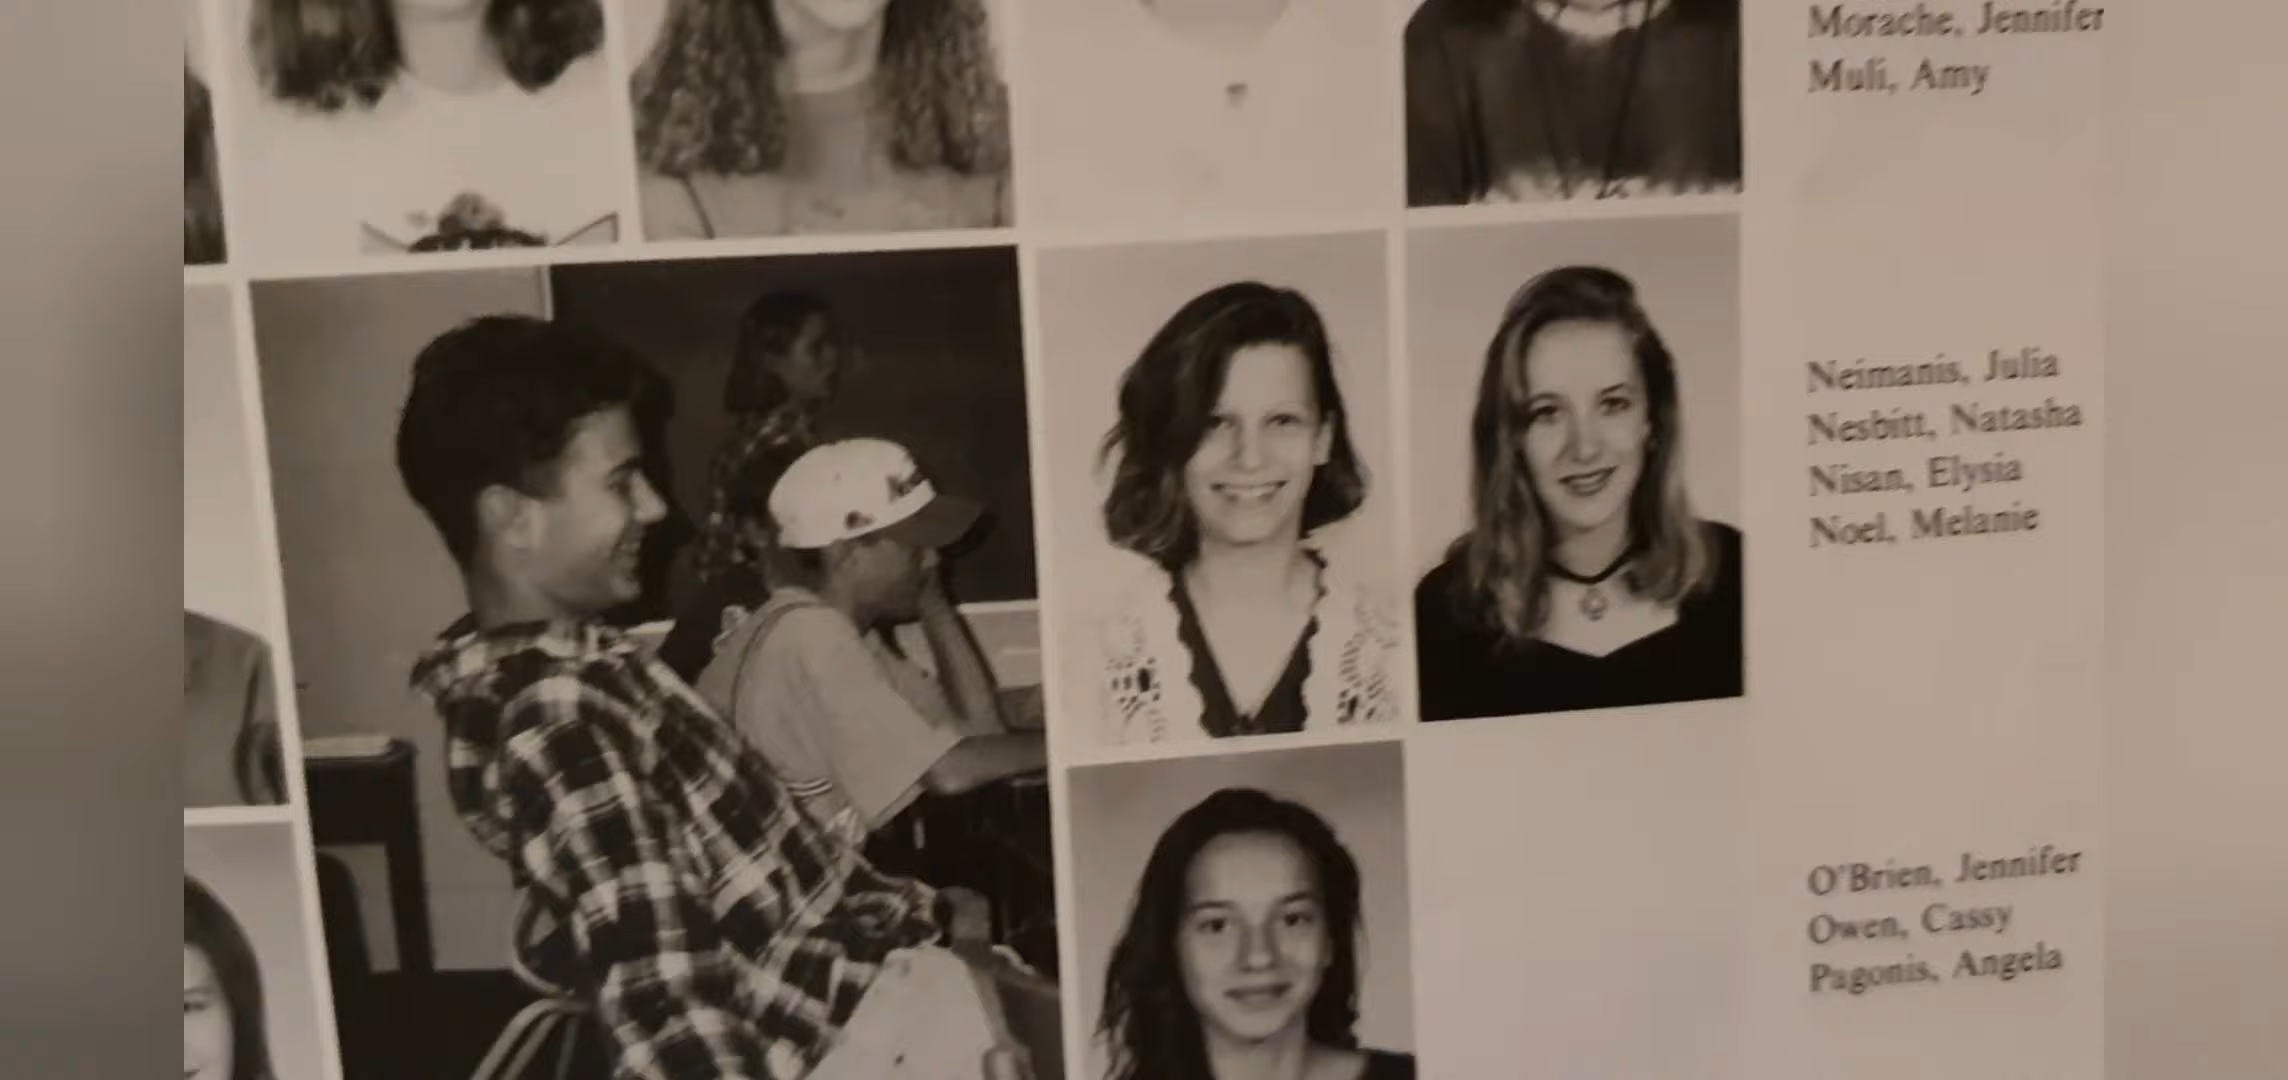 Morache, Jennifer
Muli, Amy
Neimanis, Julia
Nesbitt, Natasha
Nisan, Elysia
Noel, Melanie
O'Brien, Jennifer
Owen, Cassy
Pagonis, Angela